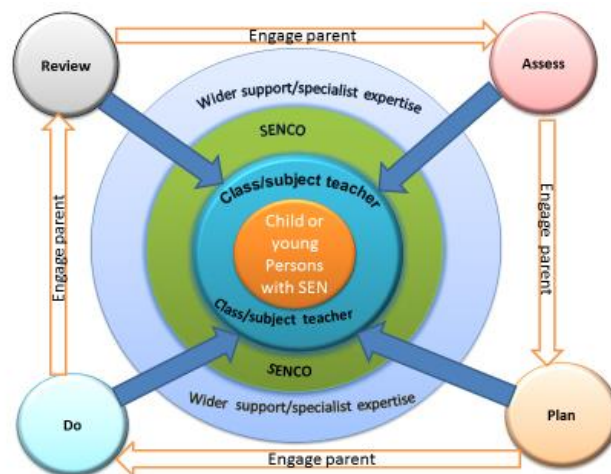 Engage parent
Review
Assess
Wider support/specialist expertise
SENCO
Class/subject teacher
Child or
young
Persons
with SEN
Engage parent
Engage parent
Class/subject teacher
SENCO
Wider support/specialist expertise
Do
Plan
Engage parent